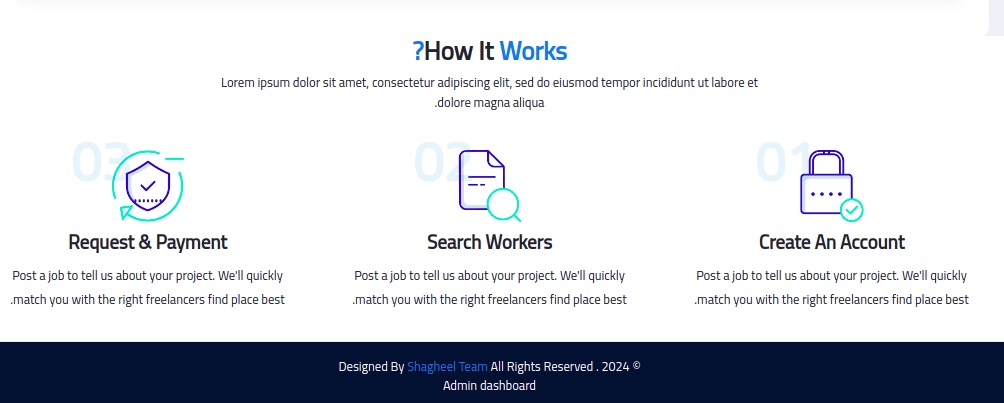 ?How It Works
Lorem ipsum dolor sit amet, consectetur adipiscing elit, sed do eiusmod tempor incididunt ut labore et
.dolore magna aliqua
01
Create An Account
Post a job to tell us about your project. We'll quickly
.match you with the right freelancers find place best
02
Search Workers
Post a job to tell us about your project. We'll quickly
.match you with the right freelancers find place best
03
Request & Payment
Post a job to tell us about your project. We'll quickly
.match you with the right freelancers find place best
Designed By Shagheel Team All Rights Reserved . 2024 ©
Admin dashboard